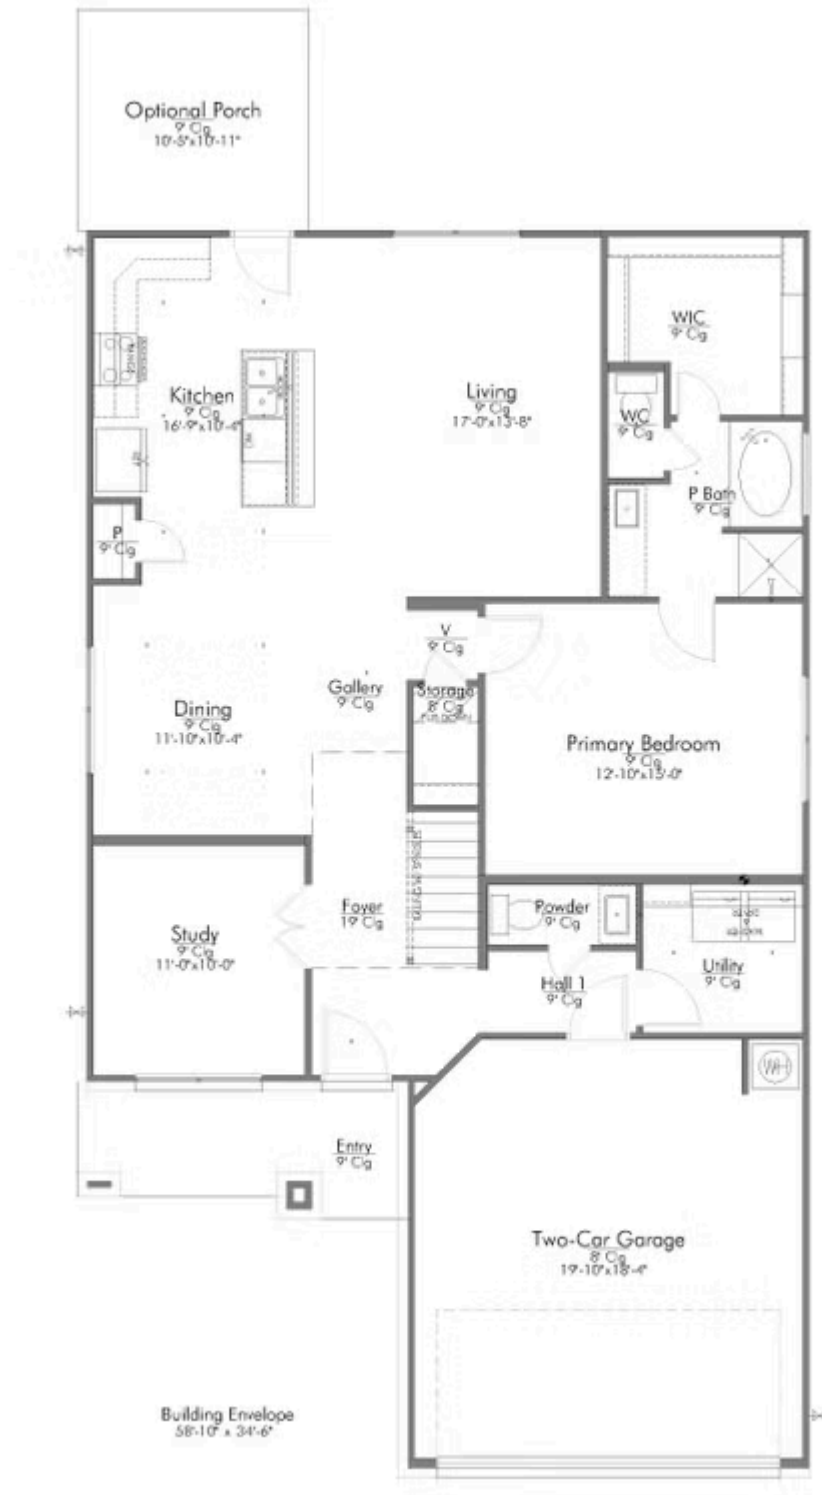 Optional Porch
9' Clg
10'-5"x10'-11"
WIC
9' Clg
Kitchen
9' Clg
16'-9"x10'-4"
Living
9' Clg
17'-0"x13'-8"
WC
9' Clg
P Bath
9' Clg
P
9' Clg
V
9' Clg
Gallery
9' Clg
Storage
8' Clg
Dining
9' Clg
11'-10"x10'-4"
Primary Bedroom
9' Clg
12'-10"x15'-0"
Study
9' Clg
11'-0"x10'-0"
Foyer
19' Clg
Powder
9' Clg
Utility
9' Clg
Hall 1
9' Clg
WH
Entry
9' Clg
Two-Car Garage
8' Clg
19'-10"x18'-4"
Building Envelope
58'-10" x 34'-6"